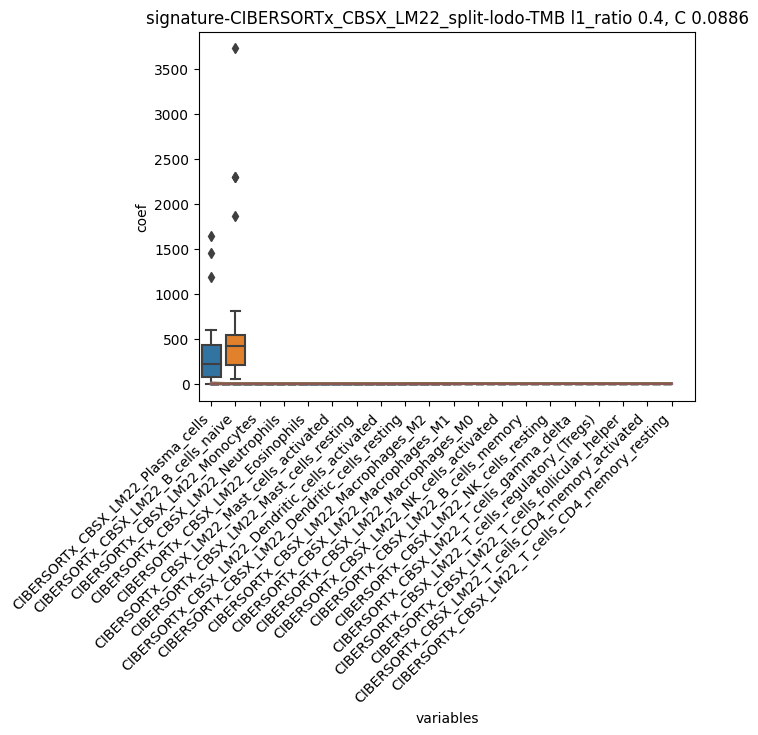 signature-CIBERSORTx_CBSX_LM22_split-lodo-TMB l1_ratio 0.4, C 0.0886
3500
3000
2500
2000
1500
1000
500
0
coef
CIBERSORTx_CBSX_LM22_Plasma_cells
CIBERSORTx_CBSX_LM22_B_cells_naive
CIBERSORTx_CBSX_LM22_Monocytes
CIBERSORTx_CBSX_LM22_Neutrophils
CIBERSORTx_CBSX_LM22_Eosinophils
CIBERSORTx_CBSX_LM22_Mast_cells_activated
CIBERSORTx_CBSX_LM22_Mast_cells_resting
CIBERSORTx_CBSX_LM22_Dendritic_cells_activated
CIBERSORTx_CBSX_LM22_Dendritic_cells_resting
CIBERSORTx_CBSX_LM22_Macrophages_M2
CIBERSORTx_CBSX_LM22_Macrophages_M1
CIBERSORTx_CBSX_LM22_Macrophages_M0
CIBERSORTx_CBSX_LM22_NK_cells_activated
CIBERSORTx_CBSX_LM22_B_cells_memory
CIBERSORTx_CBSX_LM22_NK_cells_resting
CIBERSORTx_CBSX_LM22_T_cells_gamma_delta
CIBERSORTx_CBSX_LM22_T_cells_regulatory_(Tregs)
CIBERSORTx_CBSX_LM22_T_cells_follicular_helper
CIBERSORTx_CBSX_LM22_T_cells_CD4_memory_activated
CIBERSORTx_CBSX_LM22_T_cells_CD4_memory_resting
variables